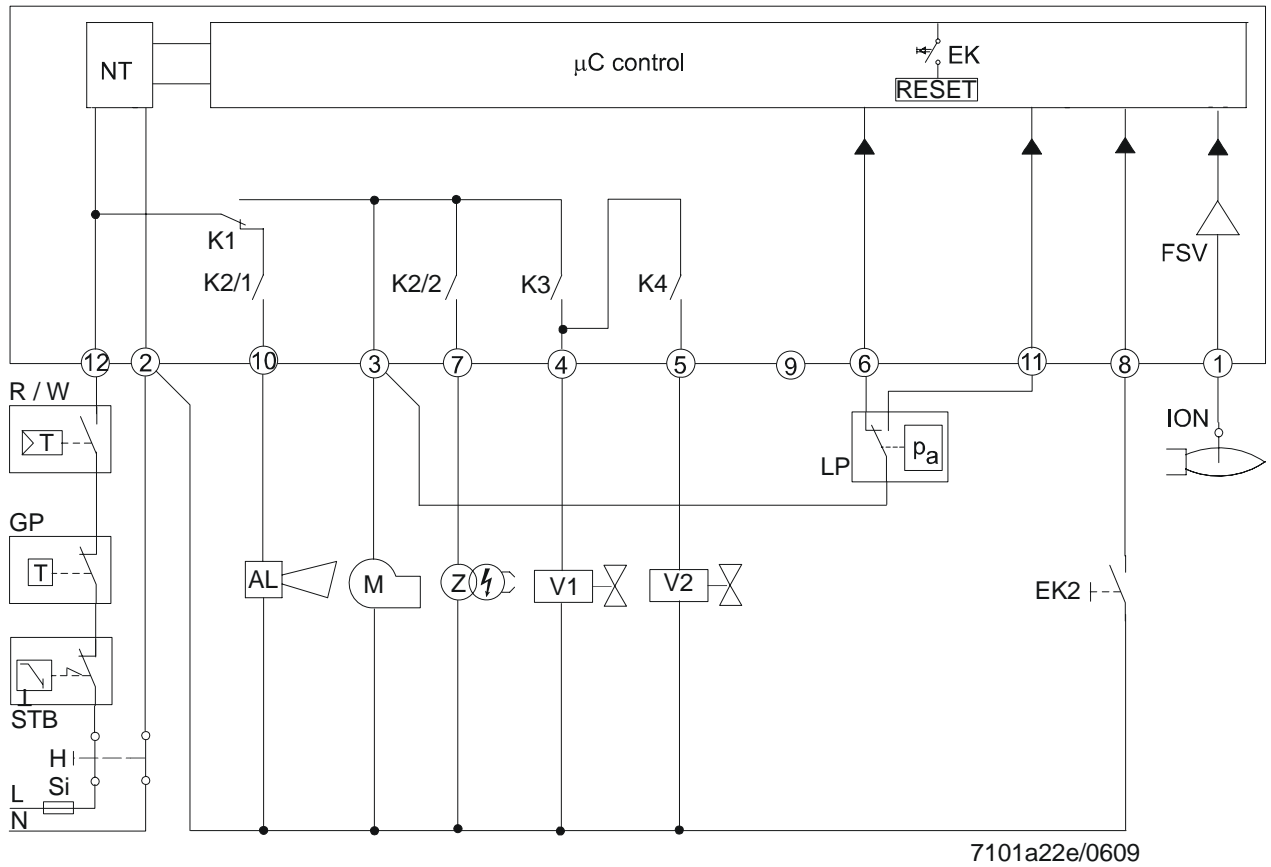 NT
μC control
EK
RESET
FSV
K1
K2/1
K2/2
K3
K4
12
2
10
3
7
4
5
9
6
11
8
1
R / W
T
LP
pa
ION
GP
T
AL
M
Z
V1
V2
EK2
STB
H
Si
L
N
7101a22e/0609